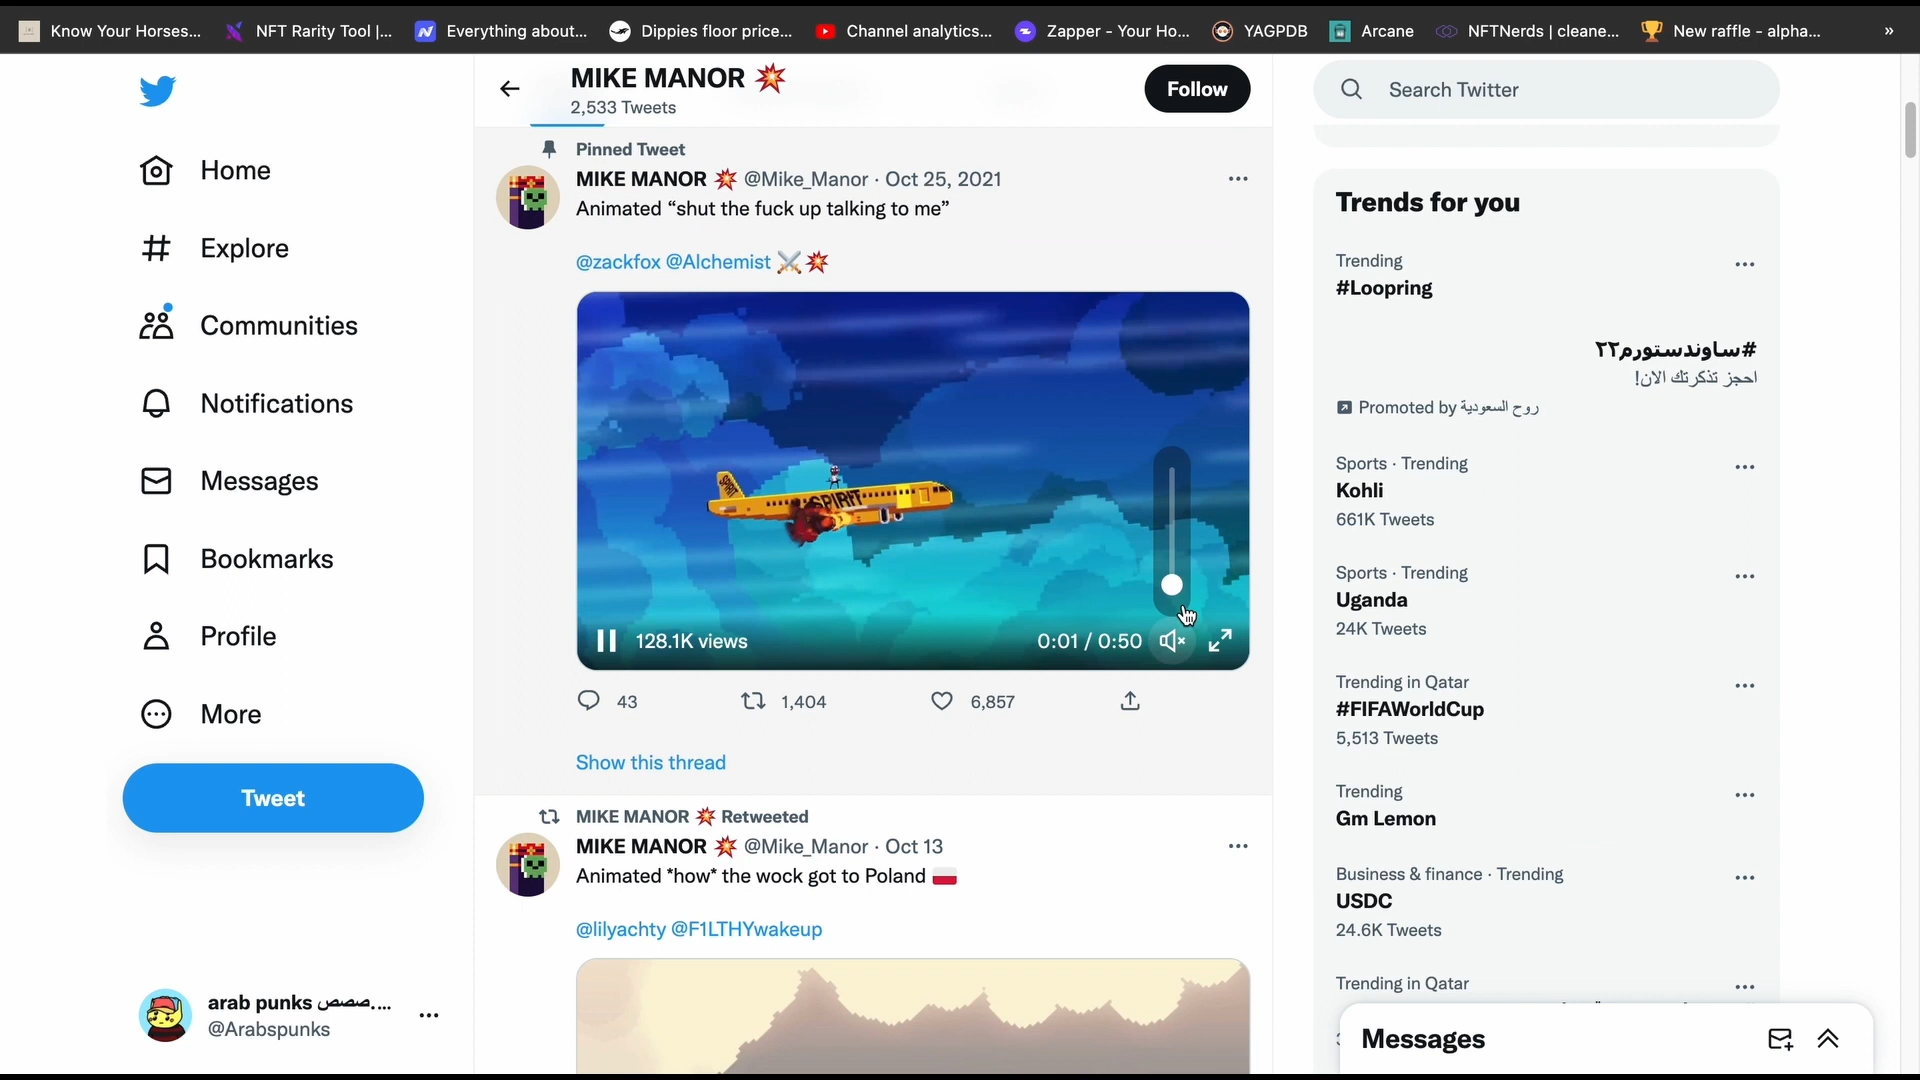 Know Your Horses...
NFT Rarity Tool |...
Everything about...
Dippies floor price...
Channel analytics...
Zapper - Your Ho...
YAGPDB
Arcane
NFTNerds | cleane...
New raffle - alpha...
»
Home
Explore
Communities
Notifications
Messages
Bookmarks
Profile
More
Tweet
arab punks صصص....
@Arabspunks
MIKE MANOR 💥
2,533 Tweets
Follow
Pinned Tweet
MIKE MANOR 💥 @Mike_Manor · Oct 25, 2021
Animated “shut the fuck up talking to me”
@zackfox @Alchemist ⚔️💥
SPIRIT
SPIRIT
128.1K views
0:01 / 0:50
43
1,404
6,857
Show this thread
MIKE MANOR 💥 Retweeted
MIKE MANOR 💥 @Mike_Manor · Oct 13
Animated *how* the wock got to Poland 🇵🇱
@lilyachty @F1LTHYwakeup
Search Twitter
Trends for you
Trending
#Loopring
#ساوندستورم٢٢
احجز تذكرتك الان!
Promoted by روح السعودية
Sports · Trending
Kohli
661K Tweets
Sports · Trending
Uganda
24K Tweets
Trending in Qatar
#FIFAWorldCup
5,513 Tweets
Trending
Gm Lemon
Business & finance · Trending
USDC
24.6K Tweets
Trending in Qatar
Messages